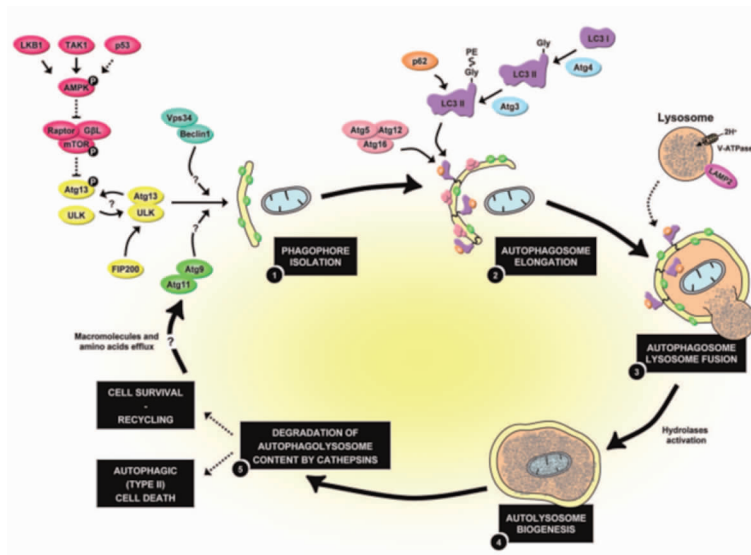 LKB1
TAK1
p53
AMPK
P
Raptor
GβL
mTOR
P
Atg13
P
ULK
?
Atg13
ULK
FIP200
Vps34
Beclin1
?
?
Atg9
Atg11
1
PHAGOPHORE
ISOLATION
Atg5
Atg12
Atg16
p62
PE
S
Gly
LC3 II
Atg3
Gly
LC3 II
Atg4
LC3 I
2
AUTOPHAGOSOME
ELONGATION
Lysosome
2H⁺
V-ATPase
LAMP2
3
AUTOPHAGOSOME
LYSOSOME FUSION
Hydrolases
activation
4
AUTOLYSOSOME
BIOGENESIS
5
DEGRADATION OF
AUTOPHAGOLYSOSOME
CONTENT BY CATHEPSINS
Macromolecules and
amino acids efflux
?
CELL SURVIVAL
-
RECYCLING
AUTOPHAGIC
(TYPE II)
CELL DEATH